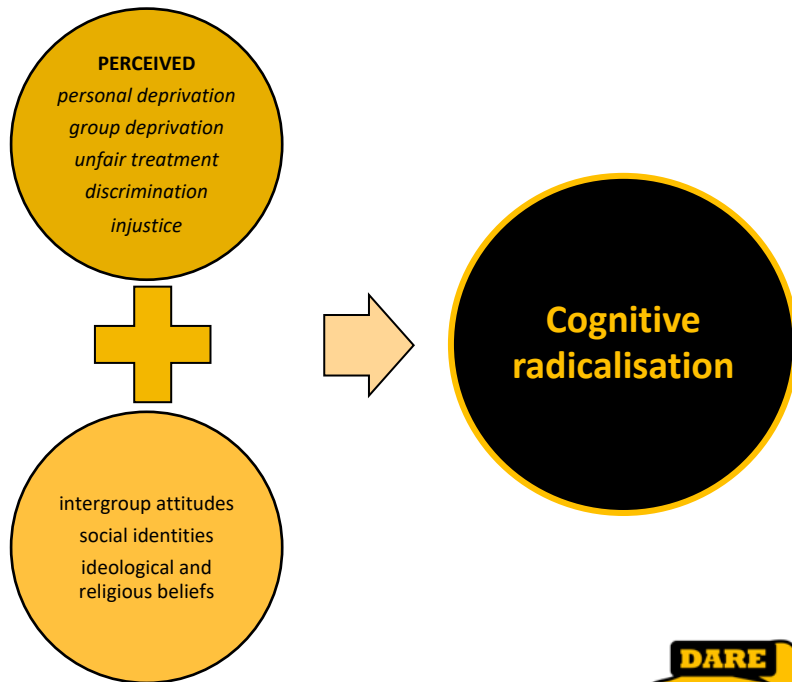 PERCEIVED
personal deprivation
group deprivation
unfair treatment
discrimination
injustice
intergroup attitudes
social identities
ideological and
religious beliefs
Cognitive
radicalisation
DARE